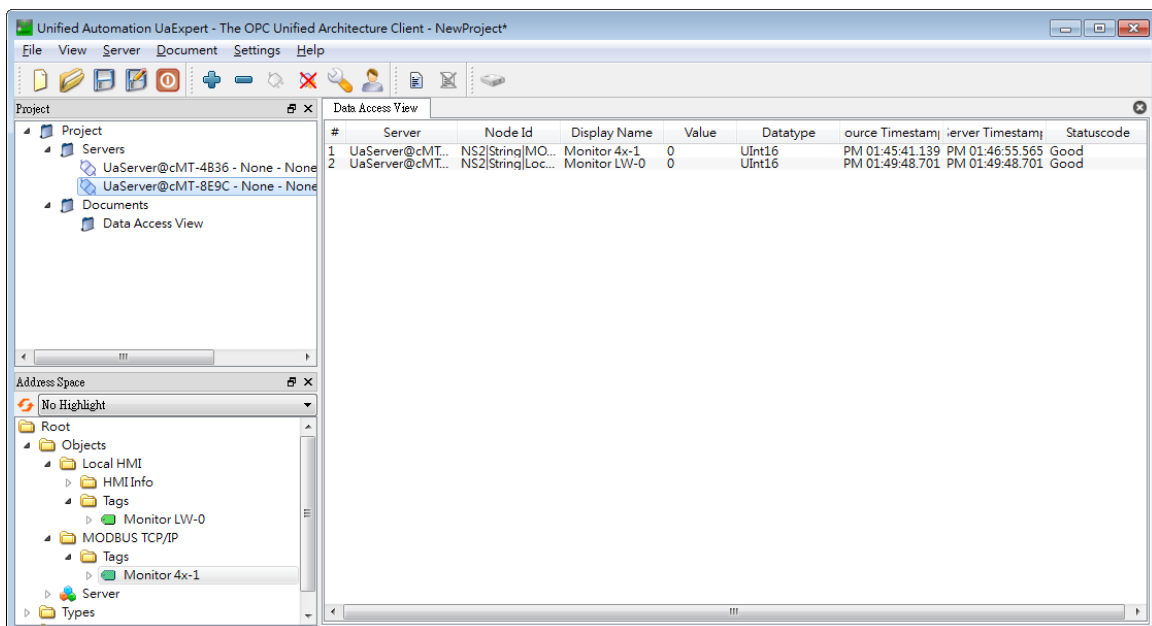 Unified Automation UaExpert - The OPC Unified Architecture Client - NewProject*
File View Server Document Settings Help
Project
Project
Servers
UaServer@cMT-4B36 - None - None
UaServer@cMT-8E9C - None - None
Documents
Data Access View
Address Space
No Highlight
Root
Objects
Local HMI
HMI Info
Tags
Monitor LW-0
MODBUS TCP/IP
Tags
Monitor 4x-1
Server
Types
Data Access View
# Server Node Id Display Name Value Datatype ource Timestam erver Timestam Statuscode
1 UaServer@cMT... NS2|String|MO... Monitor 4x-1 0 UInt16 PM 01:45:41.139 PM 01:46:55.565 Good
2 UaServer@cMT... NS2|String|Loc... Monitor LW-0 0 UInt16 PM 01:49:48.701 PM 01:49:48.701 Good